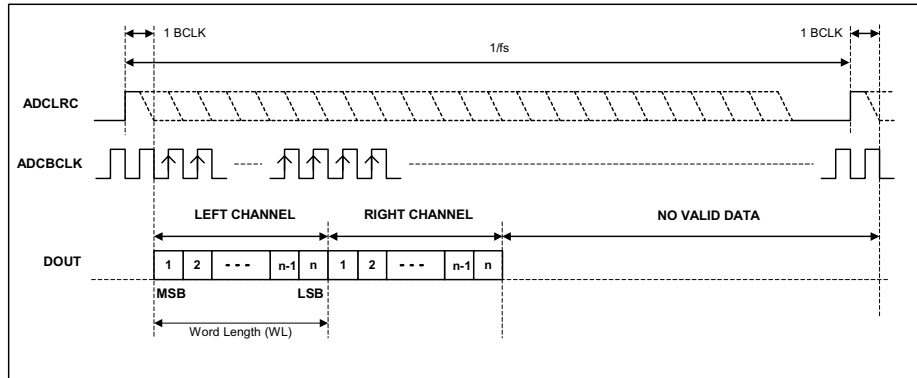 1 BCLK 1 BCLK
1/fs
ADCLRC
ADCBCLK
LEFT CHANNEL RIGHT CHANNEL NO VALID DATA
DOUT 1 2 - - - n-1 n 1 2 - - - n-1 n
MSB LSB
Word Length (WL)